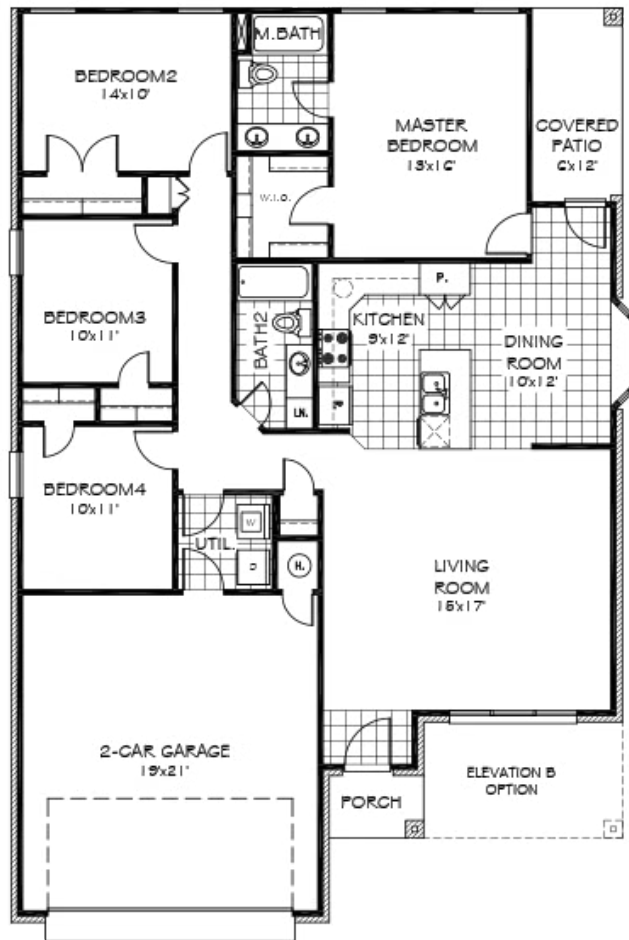 M.BATH
BEDROOM2
14'x10'
MASTER
BEDROOM
13'x16'
COVERED
PATIO
6'x12'
W.I.C.
P.
BEDROOM3
10'x11'
BATH2
KITCHEN
9'x12'
DINING
ROOM
10'x12'
LN.
R.
BEDROOM4
10'x11'
W
UTIL.
D
H.
LIVING
ROOM
15'x17'
2-CAR GARAGE
19'x21'
ELEVATION B
OPTION
PORCH